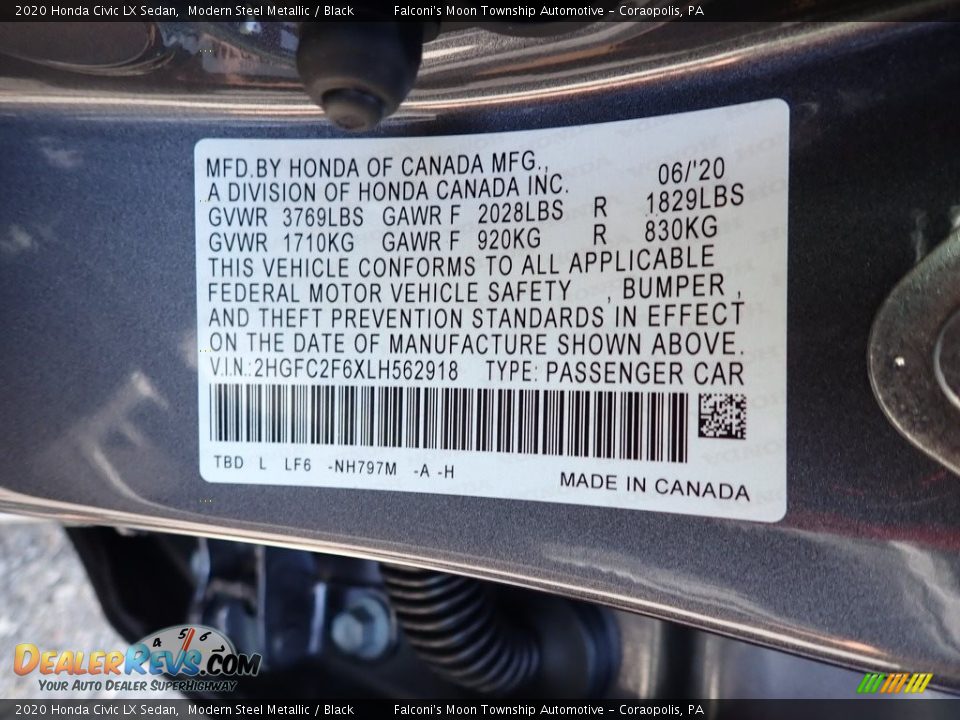 2020 Honda Civic LX Sedan, Modern Steel Metallic / Black Falconi's Moon Township Automotive - Coraopolis, PA
MFD.BY HONDA OF CANADA MFG.,
A DIVISION OF HONDA CANADA INC. 06/'20
GVWR 3769LBS GAWR F 2028LBS R 1829LBS
GVWR 1710KG GAWR F 920KG R 830KG
THIS VEHICLE CONFORMS TO ALL APPLICABLE
FEDERAL MOTOR VEHICLE SAFETY , BUMPER ,
AND THEFT PREVENTION STANDARDS IN EFFECT
ON THE DATE OF MANUFACTURE SHOWN ABOVE.
V.I.N.:2HGFC2F6XLH562918 TYPE: PASSENGER CAR
TBD L LF6 -NH797M -A -H
MADE IN CANADA
4 5 6
DEALERREVS.COM
YOUR AUTO DEALER SUPERHIGHWAY
2020 Honda Civic LX Sedan, Modern Steel Metallic / Black Falconi's Moon Township Automotive - Coraopolis, PA